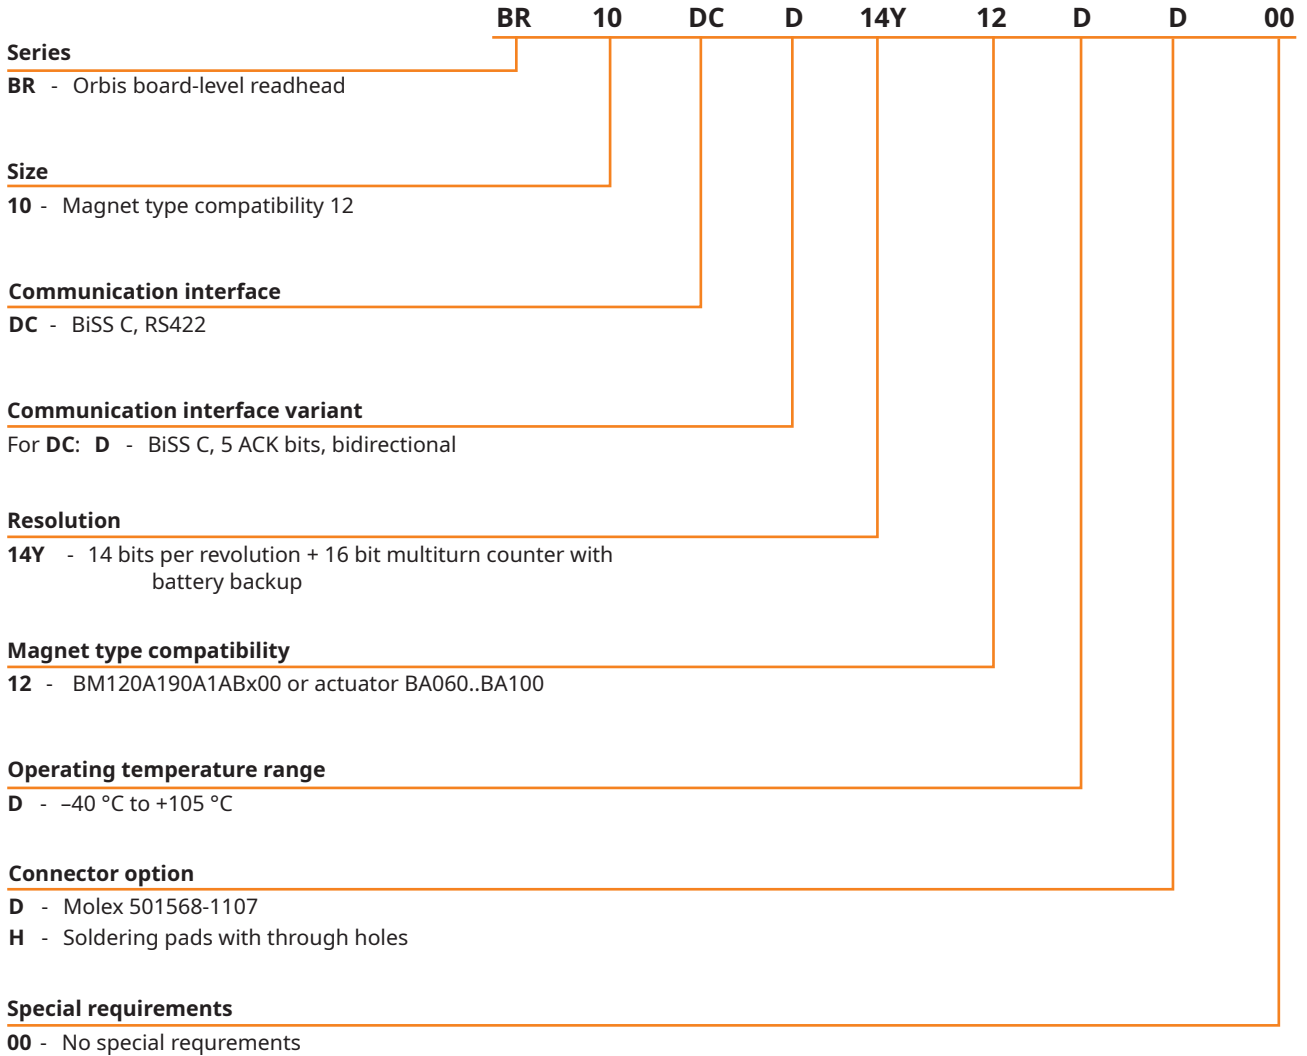 BR 10 DC D 14Y 12 D D 00
Series
BR - Orbis board-level readhead
Size
10 - Magnet type compatibility 12
Communication interface
DC - BiSS C, RS422
Communication interface variant
For DC: D - BiSS C, 5 ACK bits, bidirectional
Resolution
14Y - 14 bits per revolution + 16 bit multiturn counter with
battery backup
Magnet type compatibility
12 - BM120A190A1ABx00 or actuator BA060..BA100
Operating temperature range
D - –40 °C to +105 °C
Connector option
D - Molex 501568-1107
H - Soldering pads with through holes
Special requirements
00 - No special requrements